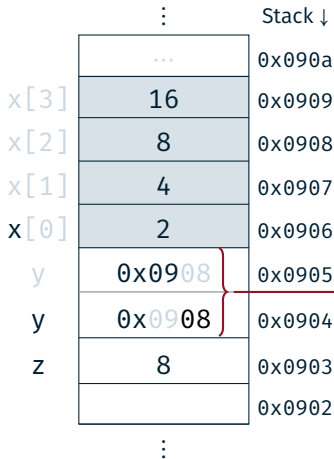 ⋮ Stack ↓
... 0x090a
x[3] 16 0x0909
x[2] 8 0x0908
x[1] 4 0x0907
x[0] 2 0x0906
y 0x0908 0x0905
y 0x0908 0x0904
z 8 0x0903
0x0902
⋮